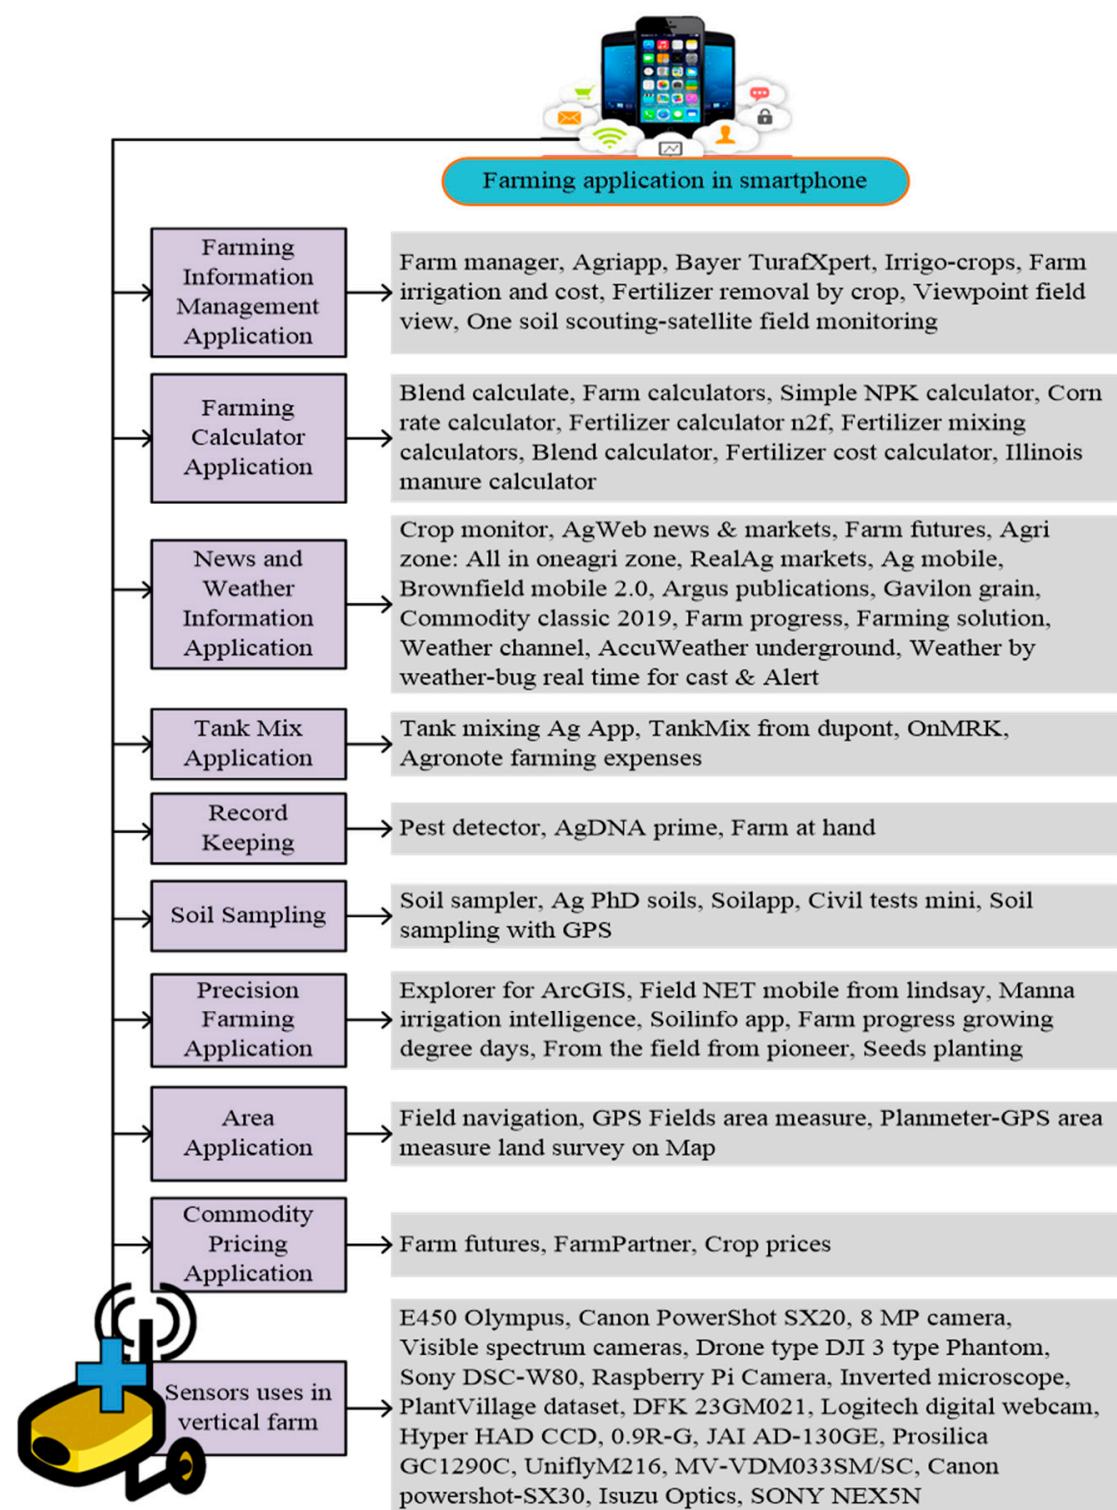 Farming application in smartphone
Farming
Information
Management
Application
Farm manager, Agriapp, Bayer TurafXpert, Irrigo-crops, Farm
irrigation and cost, Fertilizer removal by crop, Viewpoint field
view, One soil scouting-satellite field monitoring
Farming
Calculator
Application
Blend calculate, Farm calculators, Simple NPK calculator, Corn
rate calculator, Fertilizer calculator n2f, Fertilizer mixing
calculators, Blend calculator, Fertilizer cost calculator, Illinois
manure calculator
News and
Weather
Information
Application
Crop monitor, AgWeb news & markets, Farm futures, Agri
zone: All in oneagri zone, RealAg markets, Ag mobile,
Brownfield mobile 2.0, Argus publications, Gavilon grain,
Commodity classic 2019, Farm progress, Farming solution,
Weather channel, AccuWeather underground, Weather by
weather-bug real time for cast & Alert
Tank Mix
Application
Tank mixing Ag App, TankMix from dupont, OnMRK,
Agronote farming expenses
Record
Keeping
Pest detector, AgDNA prime, Farm at hand
Soil Sampling
Soil sampler, Ag PhD soils, Soilapp, Civil tests mini, Soil
sampling with GPS
Precision
Farming
Application
Explorer for ArcGIS, Field NET mobile from lindsay, Manna
irrigation intelligence, Soilinfo app, Farm progress growing
degree days, From the field from pioneer, Seeds planting
Area
Application
Field navigation, GPS Fields area measure, Planmeter-GPS area
measure land survey on Map
Commodity
Pricing
Application
Farm futures, FarmPartner, Crop prices
Sensors uses in
vertical farm
E450 Olympus, Canon PowerShot SX20, 8 MP camera,
Visible spectrum cameras, Drone type DJI 3 type Phantom,
Sony DSC-W80, Raspberry Pi Camera, Inverted microscope,
PlantVillage dataset, DFK 23GM021, Logitech digital webcam,
Hyper HAD CCD, 0.9R-G, JAI AD-130GE, Prosilica
GC1290C, UniflyM216, MV-VDM033SM/SC, Canon
powershot-SX30, Isuzu Optics, SONY NEX5N